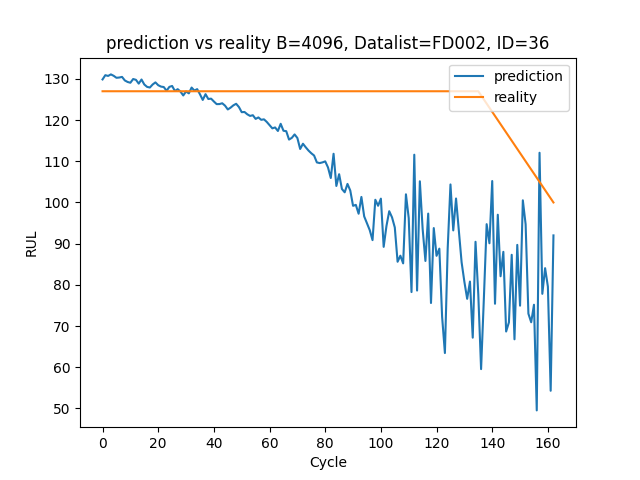 prediction vs reality B=4096, Datalist=FD002, ID=36
prediction
reality
130
120
110
100
90
80
70
60
50
RUL
0 20 40 60 80 100 120 140 160
Cycle